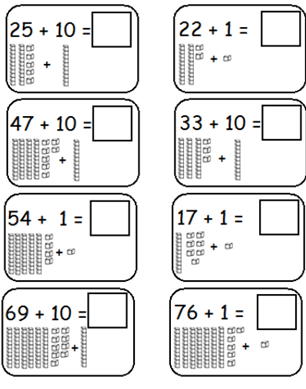 25 + 10 =
+
22 + 1 =
+
47 + 10 =
+
33 + 10 =
+
54 + 1 =
+
17 + 1 =
+
69 + 10 =
+
76 + 1 =
+